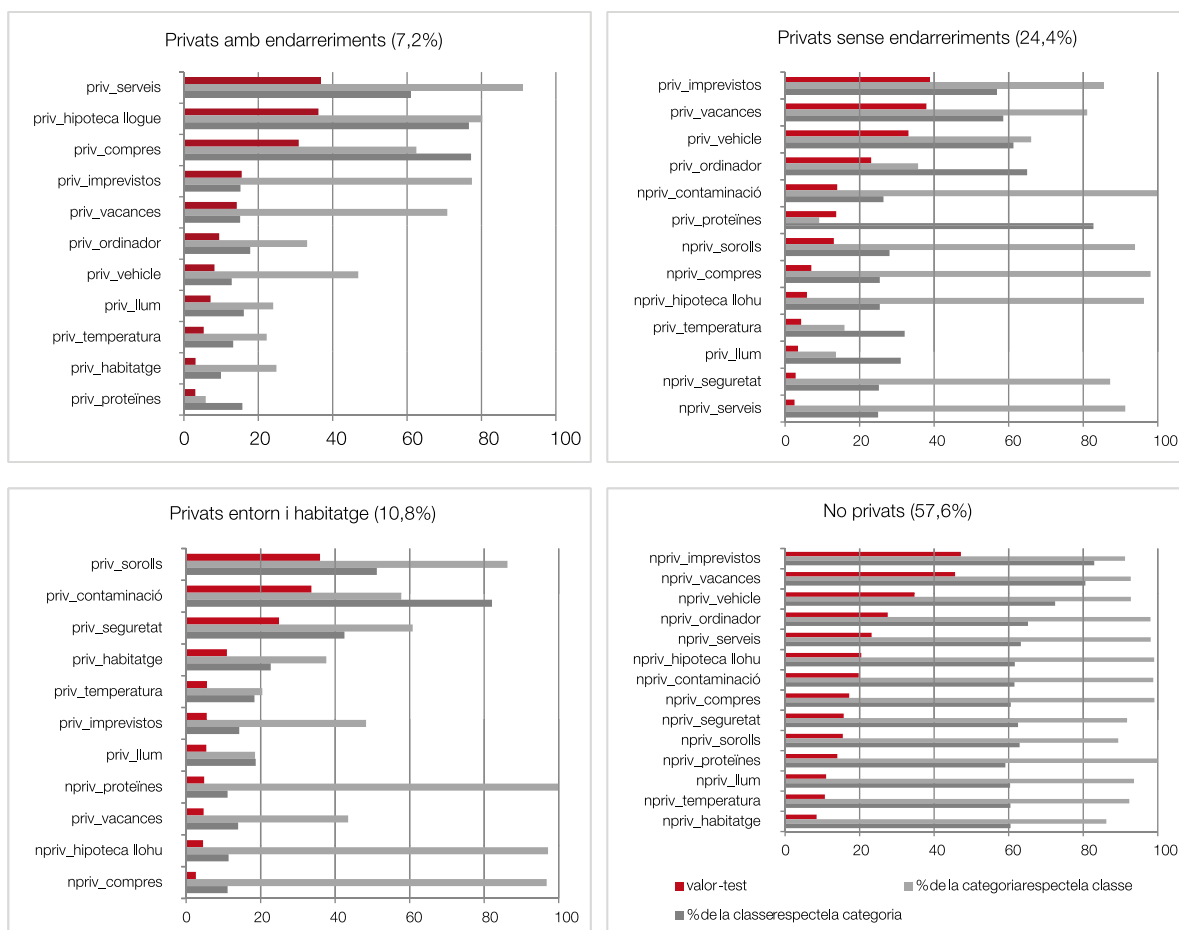 Privats amb endarreriments (7,2%)
priv_serveis
priv_hipoteca llogue
priv_compres
priv_imprevistos
priv_vacances
priv_ordinador
priv_vehicle
priv_llum
priv_temperatura
priv_habitatge
priv_proteïnes
0 20 40 60 80 100
Privats sense endarreriments (24,4%)
priv_imprevistos
priv_vacances
priv_vehicle
priv_ordinador
npriv_contaminació
priv_proteïnes
npriv_sorolls
npriv_compres
npriv_hipoteca llohu
priv_temperatura
priv_llum
npriv_seguretat
npriv_serveis
0 20 40 60 80 100
Privats entorn i habitatge (10,8%)
priv_sorolls
priv_contaminació
priv_seguretat
priv_habitatge
priv_temperatura
priv_imprevistos
priv_llum
npriv_proteïnes
priv_vacances
npriv_hipoteca llohu
npriv_compres
0 20 40 60 80 100
No privats (57,6%)
npriv_imprevistos
npriv_vacances
npriv_vehicle
npriv_ordinador
npriv_serveis
npriv_hipoteca llohu
npriv_contaminació
npriv_compres
npriv_seguretat
npriv_sorolls
npriv_proteïnes
npriv_llum
npriv_temperatura
npriv_habitatge
0 20 40 60 80 100
valor-test
%de la categoriarespectela classe
%de la classerespectela categoria